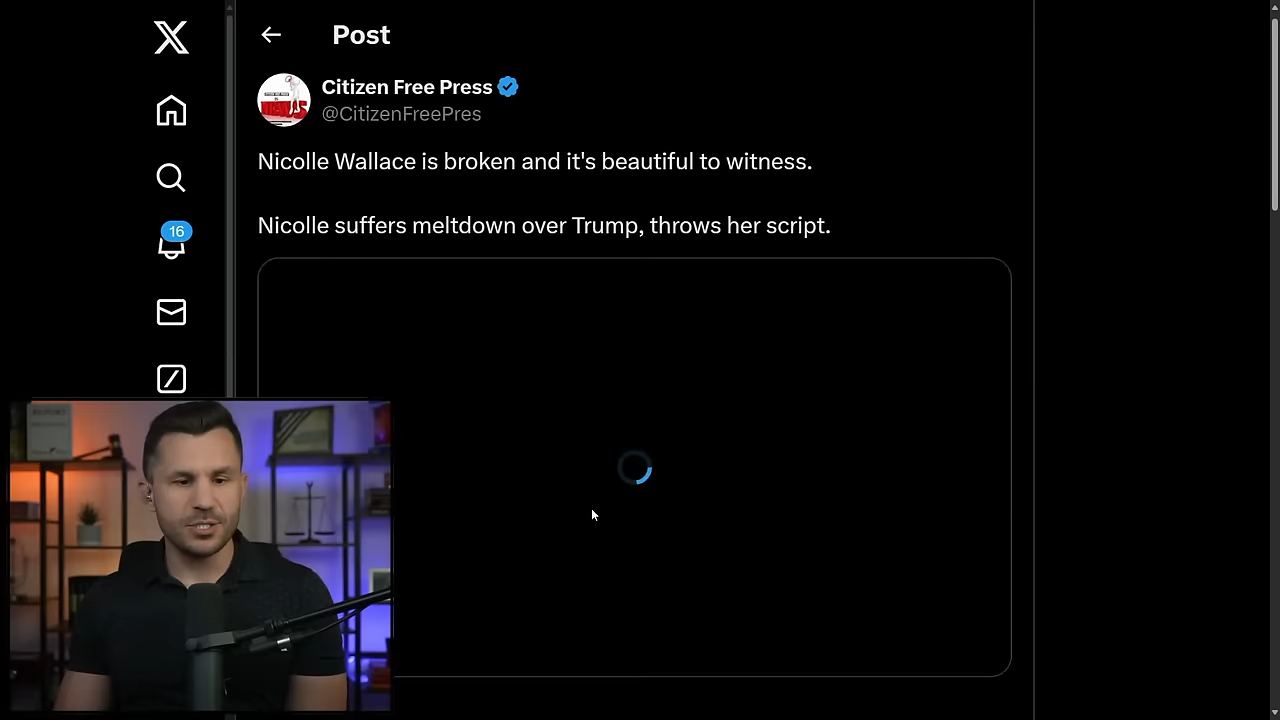 Post
Citizen Free Press
@CitizenFreePres
Nicolle Wallace is broken and it's beautiful to witness.
Nicolle suffers meltdown over Trump, throws her script.
16